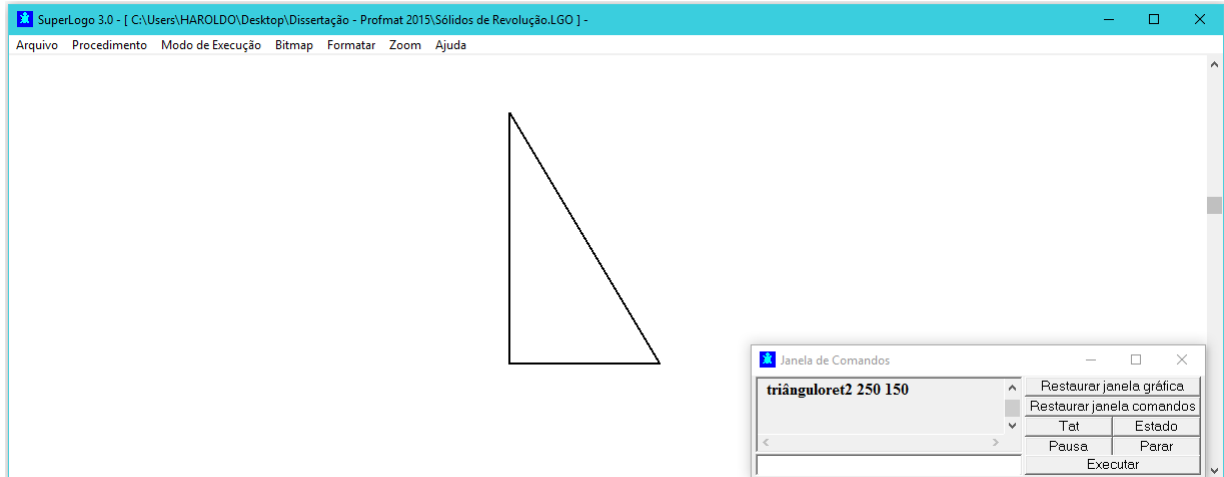 SuperLogo 3.0 - [ C:\Users\HAROLDO\Desktop\Dissertação - Profmat 2015\Sólidos de Revolução.LGO ] -
Arquivo Procedimento Modo de Execução Bitmap Formatar Zoom Ajuda
Janela de Comandos
triânguloret2 250 150
Restaurar janela gráfica
Restaurar janela comandos
Tat Estado
Pausa Parar
Executar